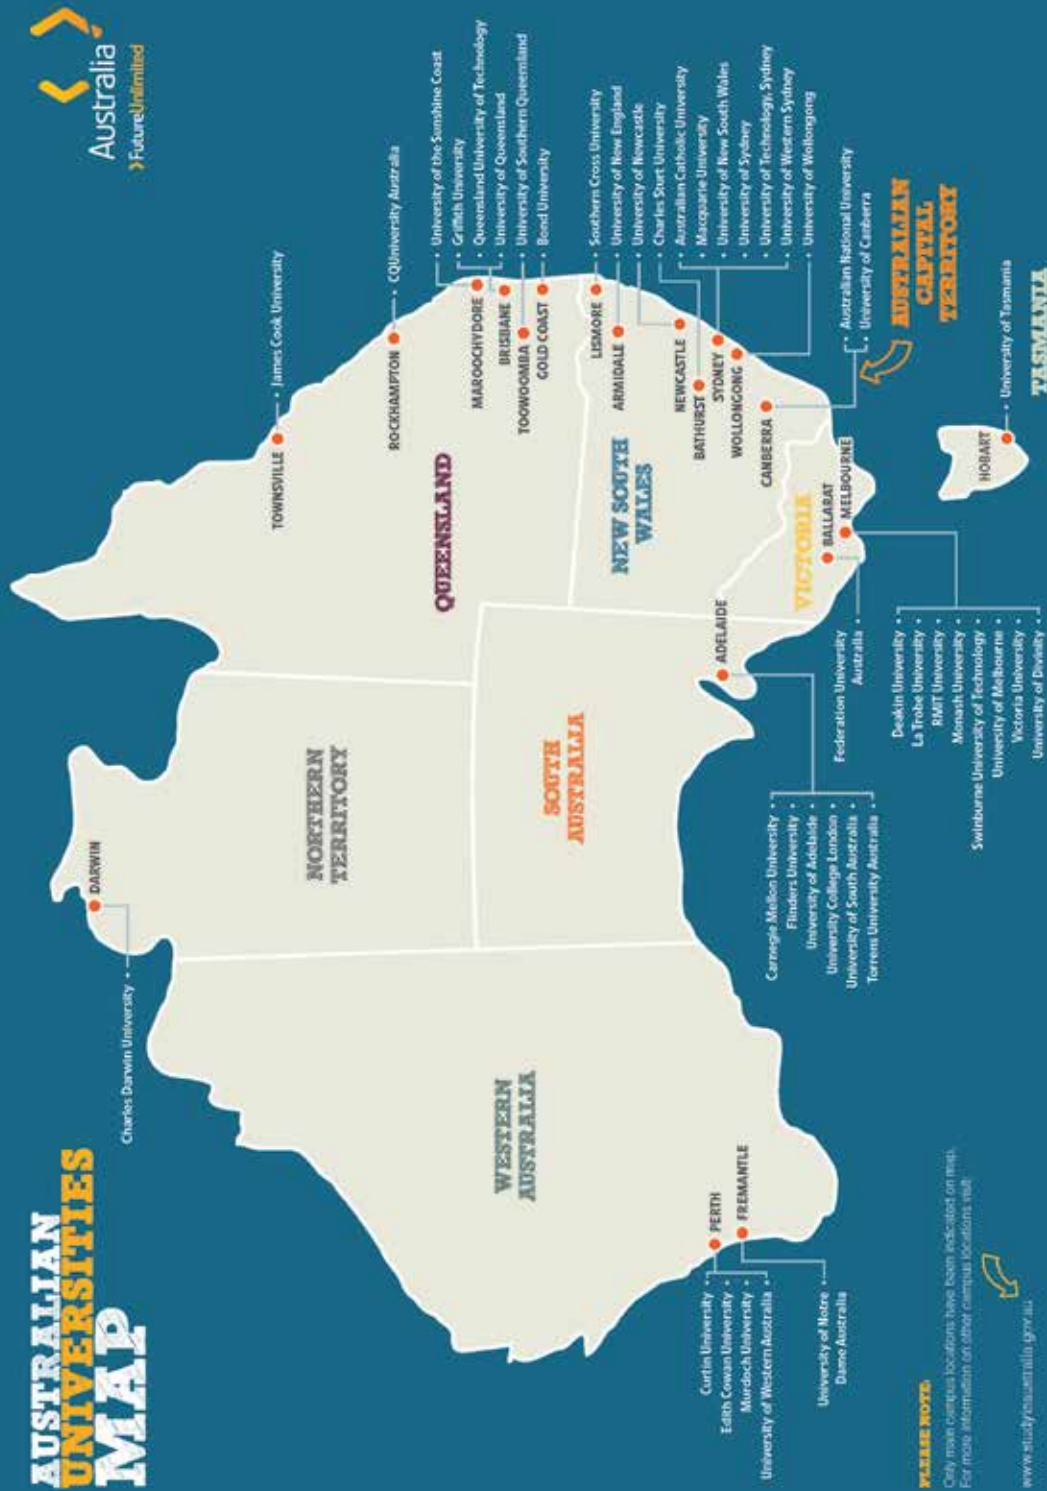 AUSTRALIAN
UNIVERSITIES
MAP
Australia
FutureUnlimited
Charles Darwin University
DARWIN
NORTHERN
TERRITORY
WESTERN
AUSTRALIA
SOUTH
AUSTRALIA
QUEENSLAND
NEW SOUTH
WALES
VICTORIA
TOWNSVILLE
James Cook University
ROCKHAMPTON
CQUniversity Australia
MAROOCHYDORE
BRISBANE
TOOWOOMBA
GOLD COAST
University of the Sunshine Coast
Griffith University
Queensland University of Technology
University of Queensland
University of Southern Queensland
Bond University
LISMORE
ARMIDALE
NEWCASTLE
BATHURST
SYDNEY
WOLLONGONG
CANBERRA
Southern Cross University
University of New England
University of Newcastle
Charles Sturt University
Australian Catholic University
Macquarie University
University of New South Wales
University of Sydney
University of Technology, Sydney
University of Western Sydney
University of Wollongong
Australian National University
University of Canberra
AUSTRALIAN
CAPITAL
TERRITORY
BALLARAT
MELBOURNE
ADELAIDE
Federation University
Australia
Deakin University
La Trobe University
RMIT University
Monash University
Swinburne University of Technology
University of Melbourne
Victoria University
University of Divinity
Carnegie Mellon University
Flinders University
University of Adelaide
University College London
University of South Australia
Torrens University Australia
HOBART
University of Tasmania
TASMANIA
PERTH
FREMANTLE
Curtin University
Edith Cowan University
Murdoch University
University of Western Australia
University of Notre
Dame Australia
PLEASE NOTE:
Only main campus locations have been indicated on map.
For more information on other campus locations visit:
www.studyinaustralia.gov.au